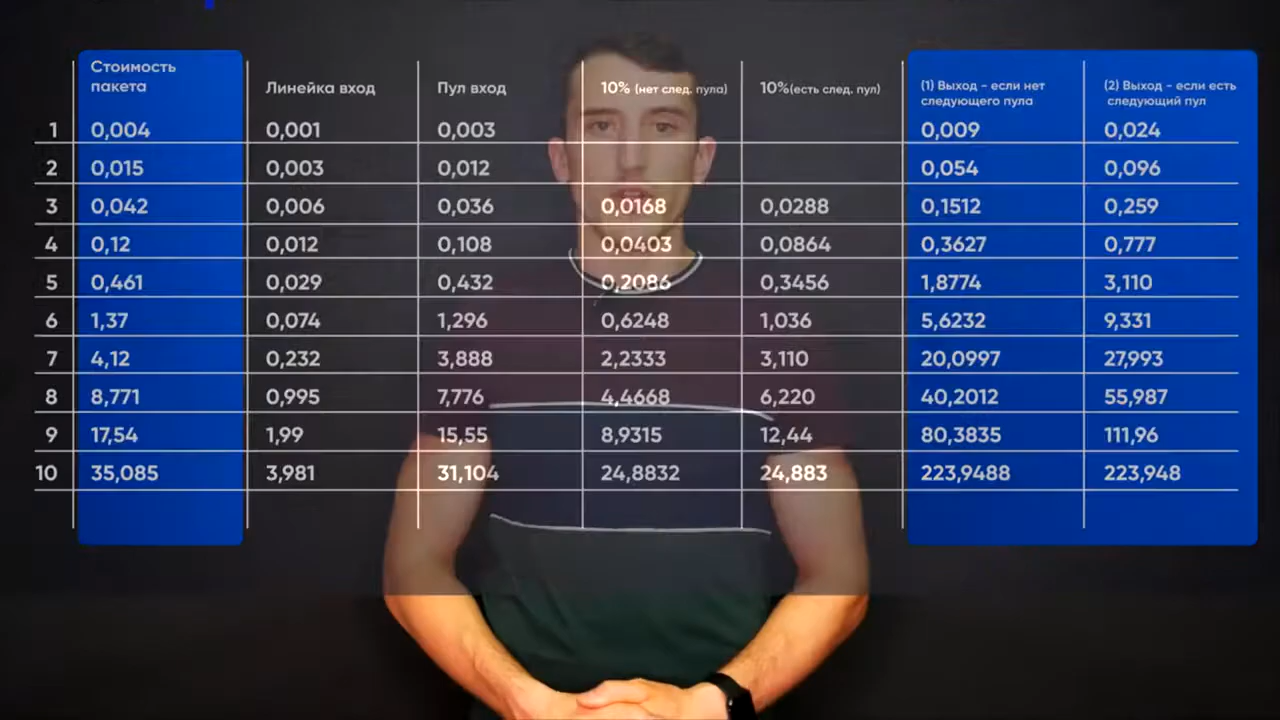 Стоимость
пакета
Линейка вход
Пул вход
10% (нет след. пула)
10%(есть след. пул)
(1) Выход - если нет
следующего пула
(2) Выход - если есть
следующий пул
1 0,004 0,001 0,003 0,009 0,024
2 0,015 0,003 0,012 0,054 0,096
3 0,042 0,006 0,036 0,0168 0,0288 0,1512 0,259
4 0,12 0,012 0,108 0,0403 0,0864 0,3627 0,777
5 0,461 0,029 0,432 0,2086 0,3456 1,8774 3,110
6 1,37 0,074 1,296 0,6248 1,036 5,6232 9,331
7 4,12 0,232 3,888 2,2333 3,110 20,0997 27,993
8 8,771 0,995 7,776 4,4668 6,220 40,2012 55,987
9 17,54 1,99 15,55 8,9315 12,44 80,3835 111,96
10 35,085 3,981 31,104 24,8832 24,883 223,9488 223,948